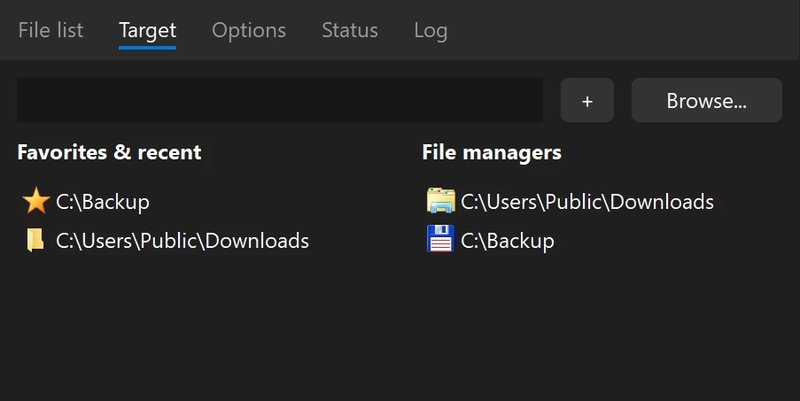 File list Target Options Status Log
+ Browse...
Favorites & recent File managers
C:\Backup C:\Users\Public\Downloads
C:\Users\Public\Downloads C:\Backup